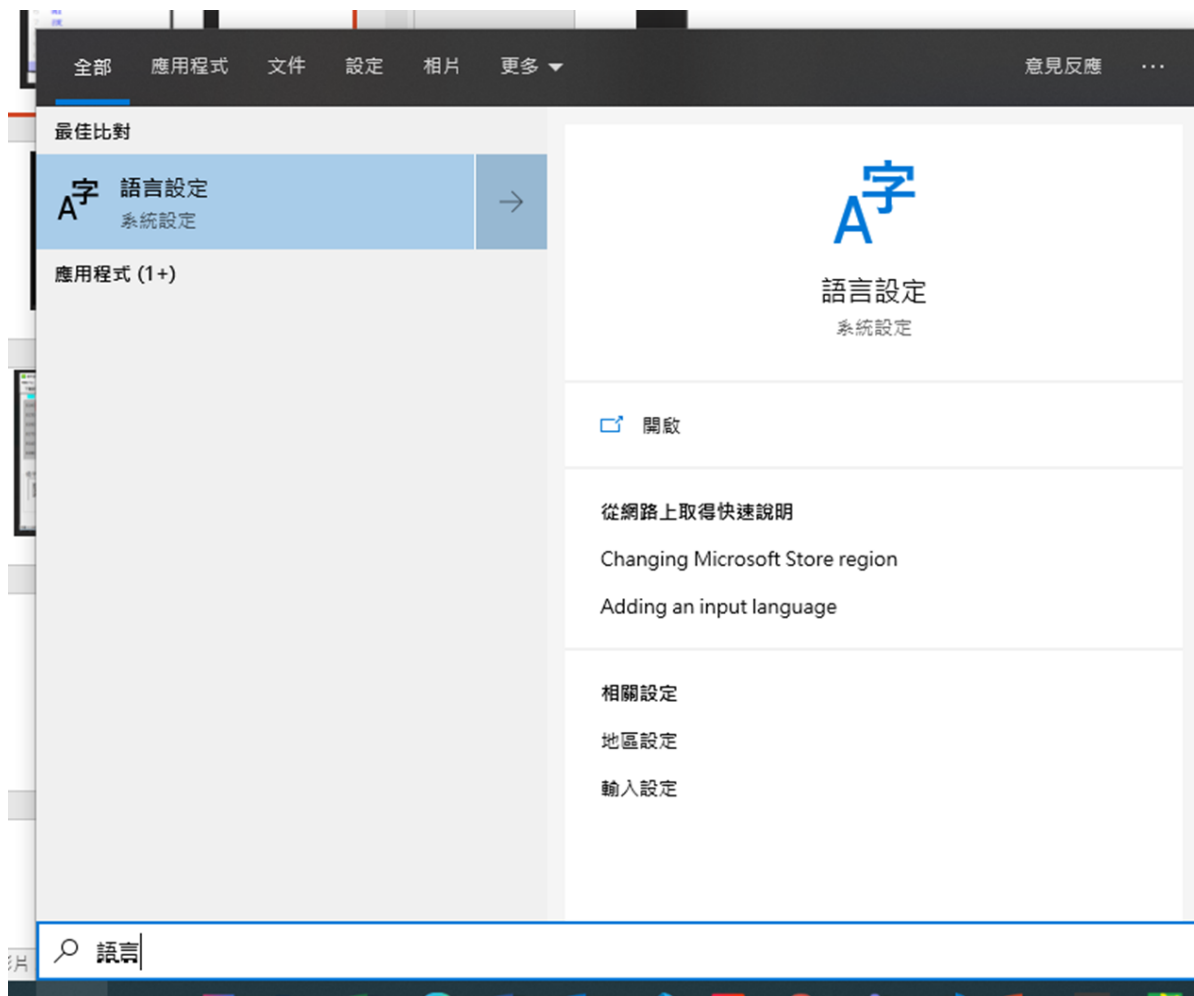 全部 應用程式 文件 設定 相片 更多 意見反應 ...
最佳比對
A字 語言設定
系統設定
應用程式 (1+)
A字
語言設定
系統設定
開啟
從網路上取得快速說明
Changing Microsoft Store region
Adding an input language
相關設定
地區設定
輸入設定
語言